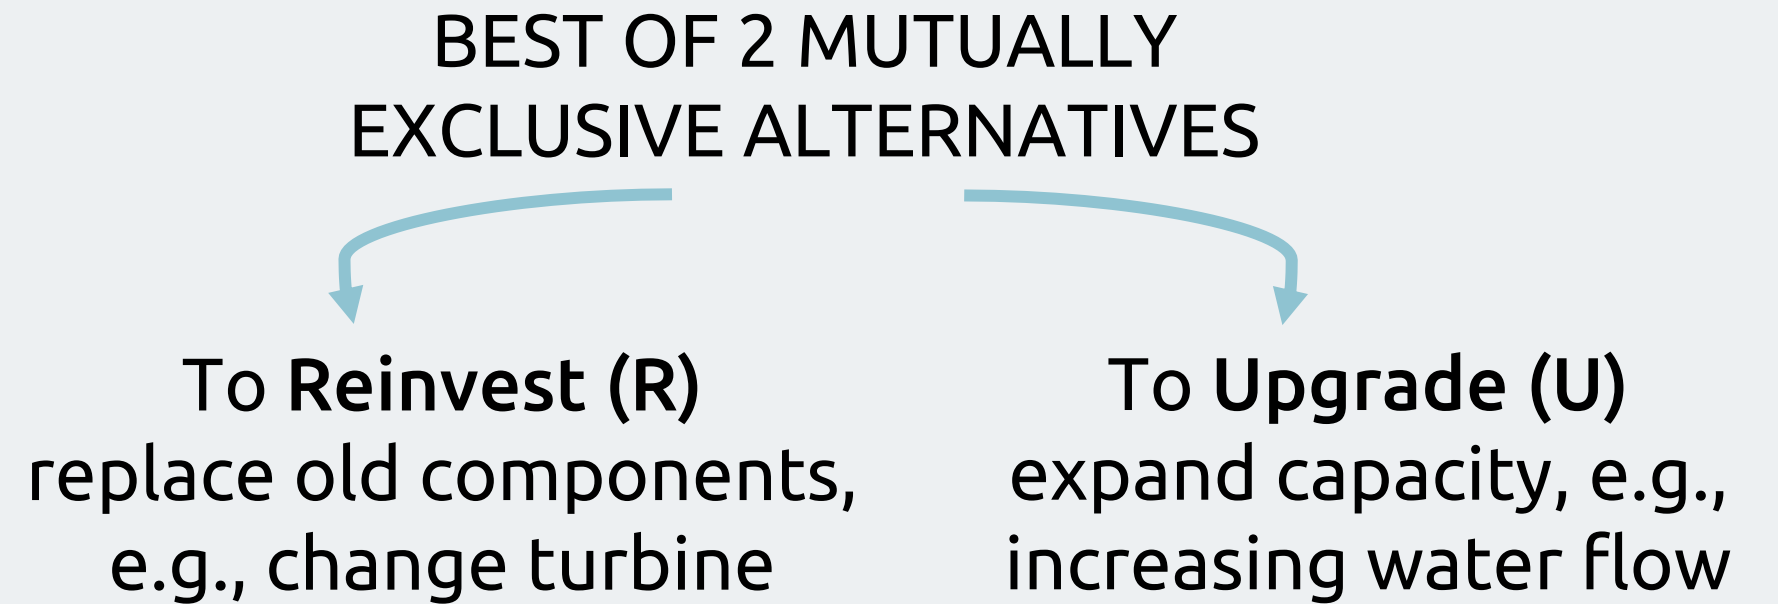 BEST OF 2 MUTUALLY
EXCLUSIVE ALTERNATIVES
To Reinvest (R)
replace old components,
e.g., change turbine
To Upgrade (U)
expand capacity, e.g.,
increasing water flow